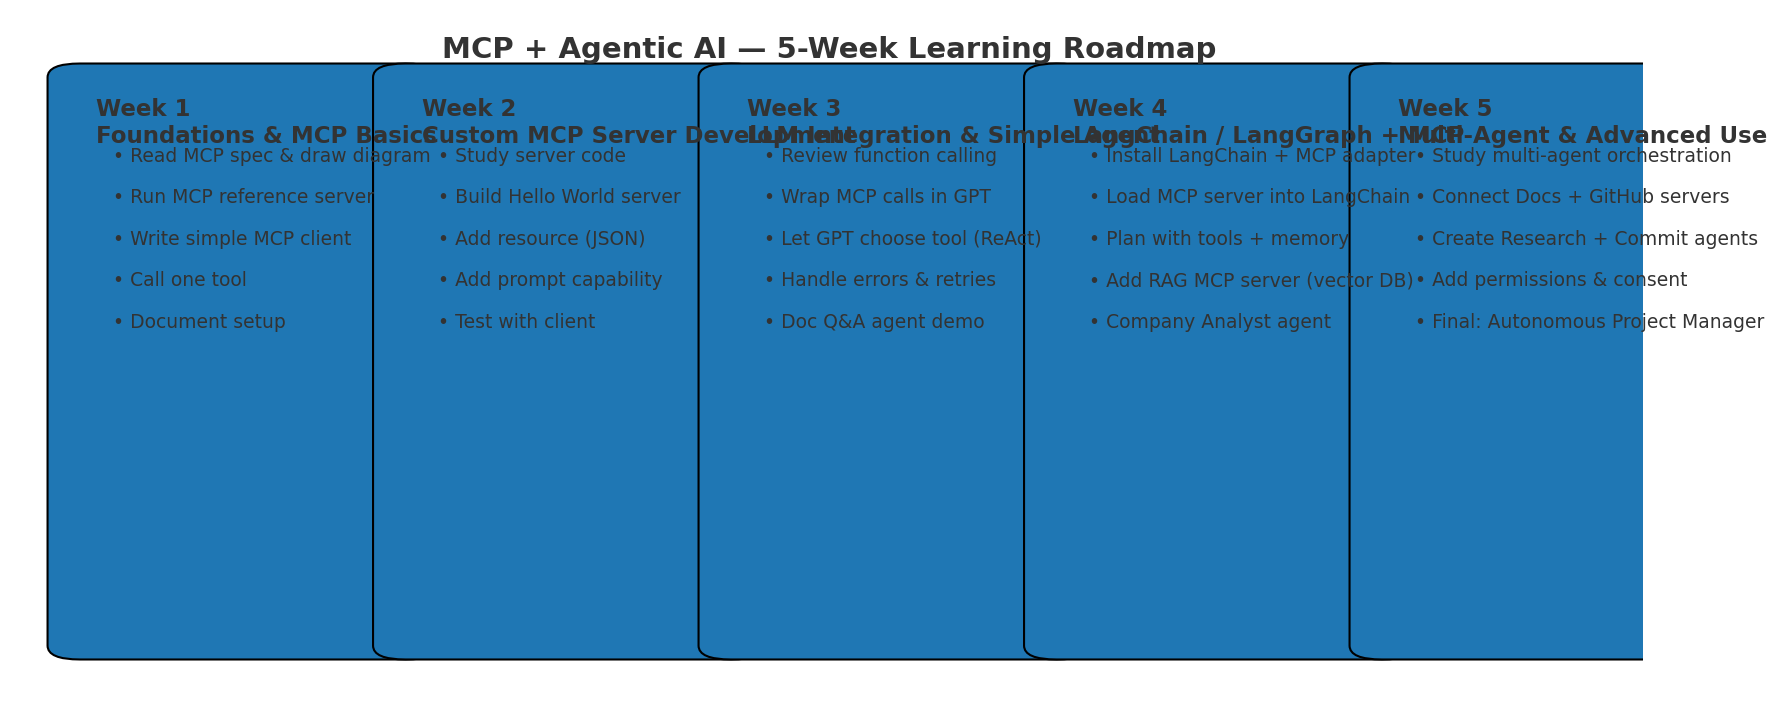 MCP + Agentic AI — 5-Week Learning Roadmap
Week 1
Foundations & MCP Basics
• Read MCP spec & draw diagram
• Run MCP reference server
• Write simple MCP client
• Call one tool
• Document setup
Week 2
Custom MCP Server Development
• Study server code
• Build Hello World server
• Add resource (JSON)
• Add prompt capability
• Test with client
Week 3
LLM Integration & Simple Agent
• Review function calling
• Wrap MCP calls in GPT
• Let GPT choose tool (ReAct)
• Handle errors & retries
• Doc Q&A agent demo
Week 4
LangChain / LangGraph + MCP
• Install LangChain + MCP adapter
• Load MCP server into LangChain
• Plan with tools + memory
• Add RAG MCP server (vector DB)
• Company Analyst agent
Week 5
Multi-Agent & Advanced Use
• Study multi-agent orchestration
• Connect Docs + GitHub servers
• Create Research + Commit agents
• Add permissions & consent
• Final: Autonomous Project Manager